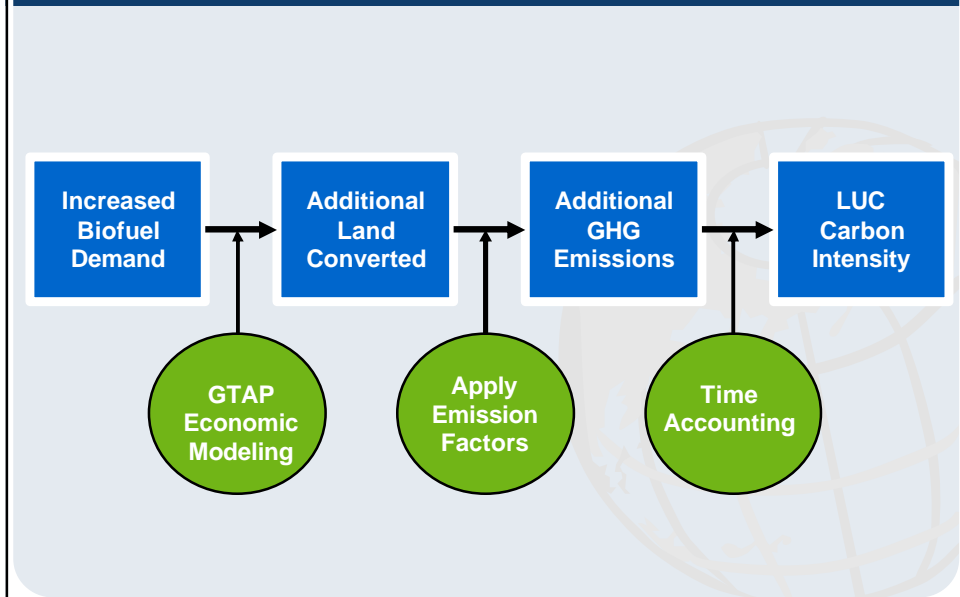 Increased
Biofuel
Demand
Additional
Land
Converted
Additional
GHG
Emissions
LUC
Carbon
Intensity
GTAP
Economic
Modeling
Apply
Emission
Factors
Time
Accounting